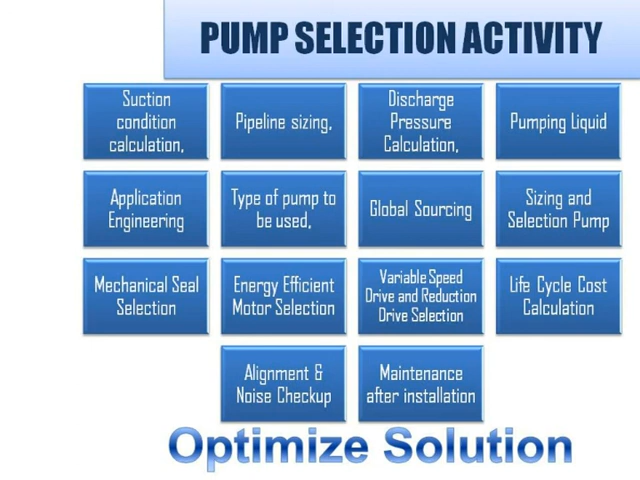 PUMP SELECTION ACTIVITY
Suction
condition
calculation,
Pipeline sizing,
Discharge
Pressure
Calculation,
Pumping Liquid
Application
Engineering
Type of pump to
be used,
Global Sourcing
Sizing and
Selection Pump
Mechanical Seal
Selection
Energy Efficient
Motor Selection
Variable Speed
Drive and Reduction
Drive Selection
Life Cycle Cost
Calculation
Alignment &
Noise Checkup
Maintenance
after installation
Optimize Solution